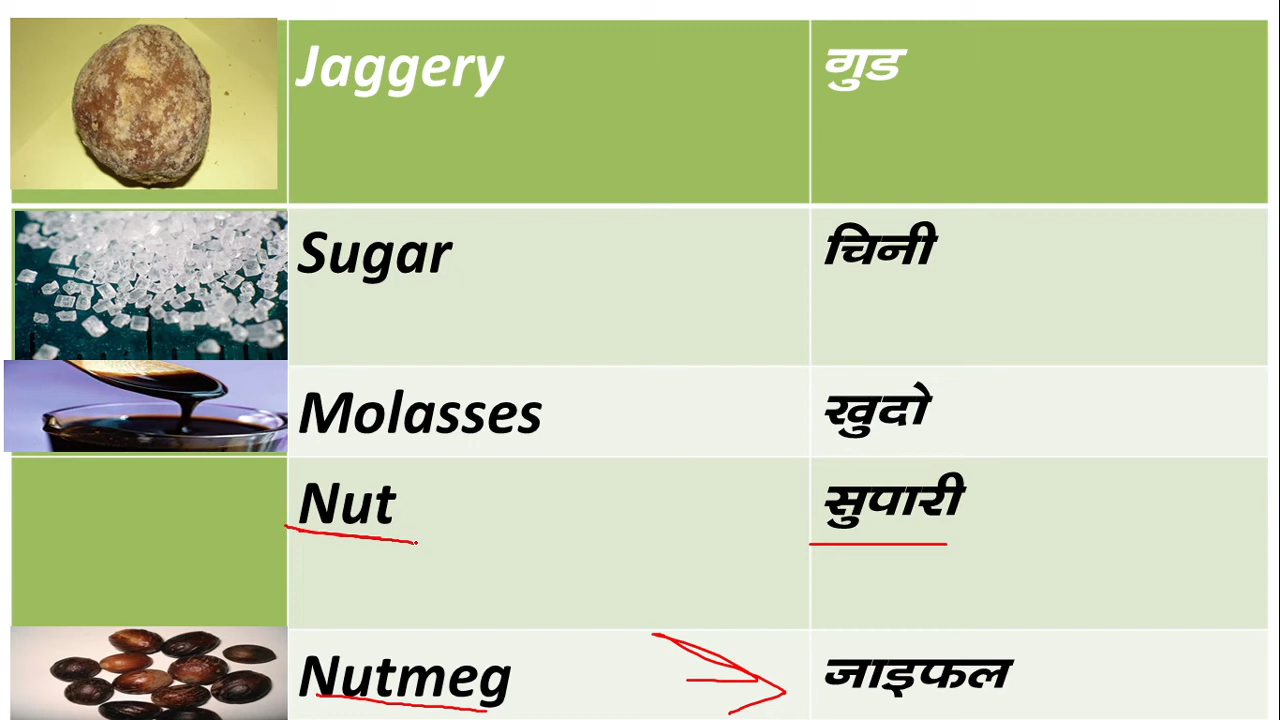 Jaggery गुड
Sugar चिनी
Molasses खुदो
Nut सुपारी
Nutmeg जाइफल